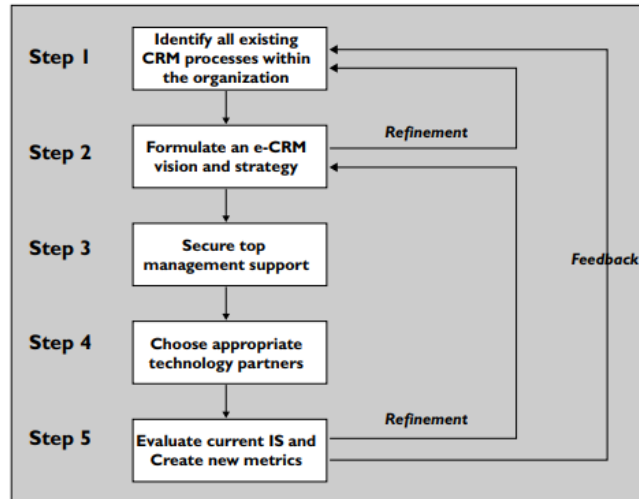 Step 1
Identify all existing
CRM processes within
the organization
Refinement
Step 2
Formulate an e-CRM
vision and strategy
Step 3
Secure top
management support
Feedback
Step 4
Choose appropriate
technology partners
Refinement
Step 5
Evaluate current IS and
Create new metrics